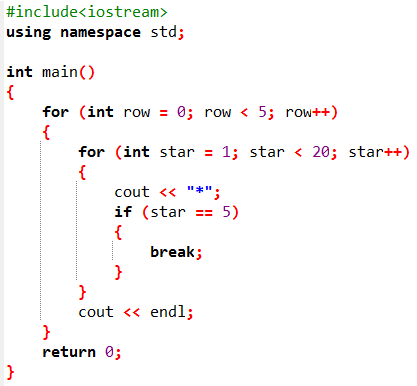 #include<iostream>
using namespace std;
int main()
{
for (int row = 0; row < 5; row++)
{
for (int star = 1; star < 20; star++)
{
cout << "*";
if (star == 5)
{
break;
}
}
cout << endl;
}
return 0;
}